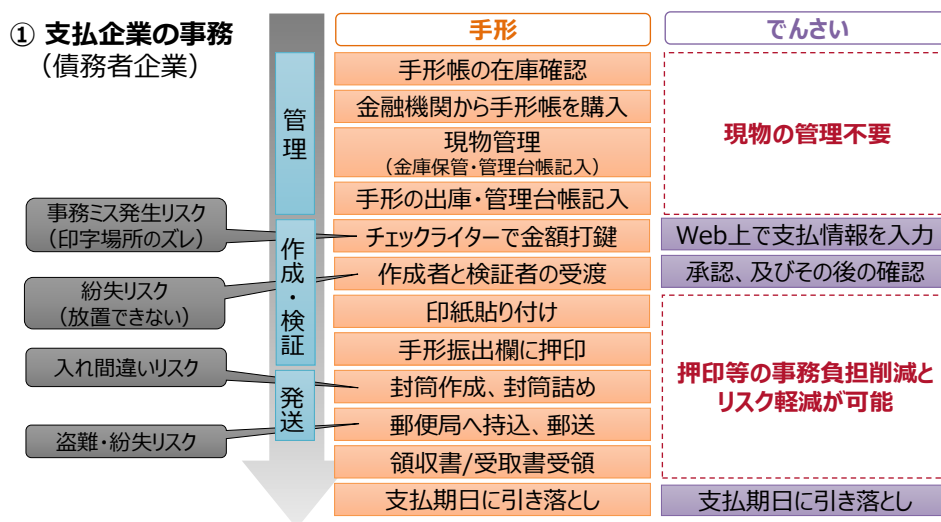 ① 支払企業の事務
（債務者企業）
手形
でんさい
管理
手形帳の在庫確認
金融機関から手形帳を購入
現物管理
（金庫保管・管理台帳記入）
手形の出庫・管理台帳記入
現物の管理不要
事務ミス発生リスク
（印字場所のズレ）
作成・検証
チェックライターで金額打鍵
Web上で支払情報を入力
紛失リスク
（放置できない）
作成者と検証者の受渡
承認、及びその後の確認
印紙貼り付け
手形振出欄に押印
押印等の事務負担削減と
リスク軽減が可能
入れ間違いリスク
発送
封筒作成、封筒詰め
盗難・紛失リスク
郵便局へ持込、郵送
領収書/受取書受領
支払期日に引き落とし
支払期日に引き落とし